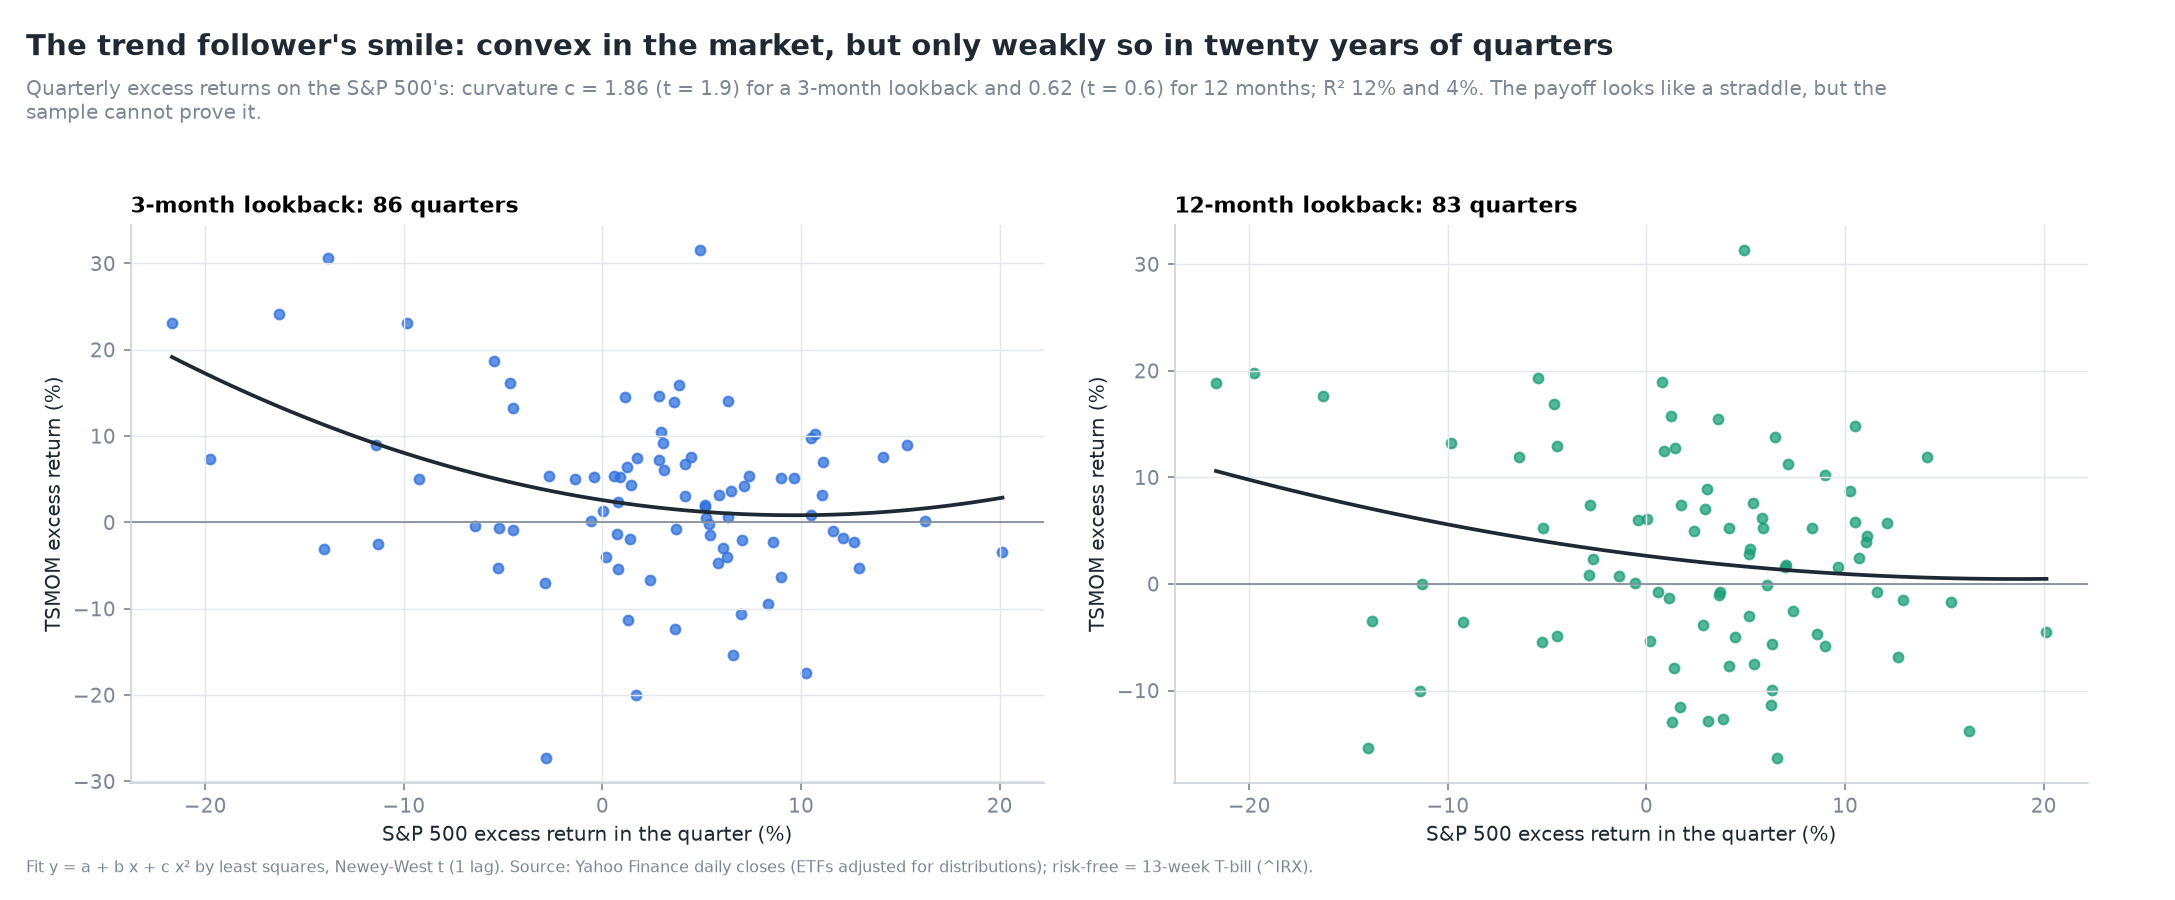 The trend follower's smile: convex in the market, but only weakly so in twenty years of quarters
Quarterly excess returns on the S&P 500's: curvature c = 1.86 (t = 1.9) for a 3-month lookback and 0.62 (t = 0.6) for 12 months; R² 12% and 4%. The payoff looks like a straddle, but the
sample cannot prove it.
3-month lookback: 86 quarters
30
20
10
0
−10
−20
−30
TSMOM excess return (%)
−20
−10
0
10
20
S&P 500 excess return in the quarter (%)
12-month lookback: 83 quarters
30
20
10
0
−10
TSMOM excess return (%)
−20
−10
0
10
20
S&P 500 excess return in the quarter (%)
Fit y = a + b x + c x² by least squares, Newey-West t (1 lag). Source: Yahoo Finance daily closes (ETFs adjusted for distributions); risk-free = 13-week T-bill (^IRX).